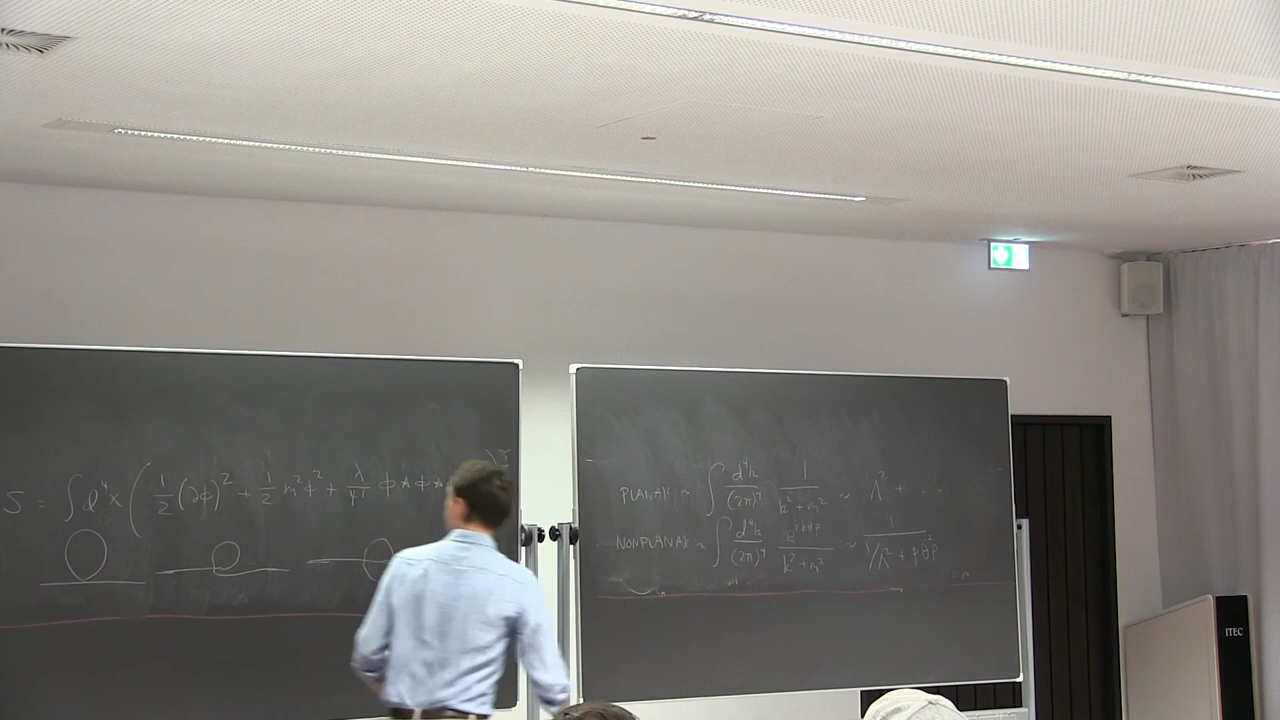 S = ∫ d⁴x ( 1/2 (∂φ)² + 1/2 m²φ² + λ/4! φ ⋆ φ ⋆
PLANAR ~ ∫ d⁴k/(2π)⁴ 1/(k² + m²) ~ Λ² + ...
NONPLANAR ~ ∫ d⁴k/(2π)⁴ e^{ikθp}/(k² + m²) ~ 1/(1/Λ² + pθ²p)
ITEC